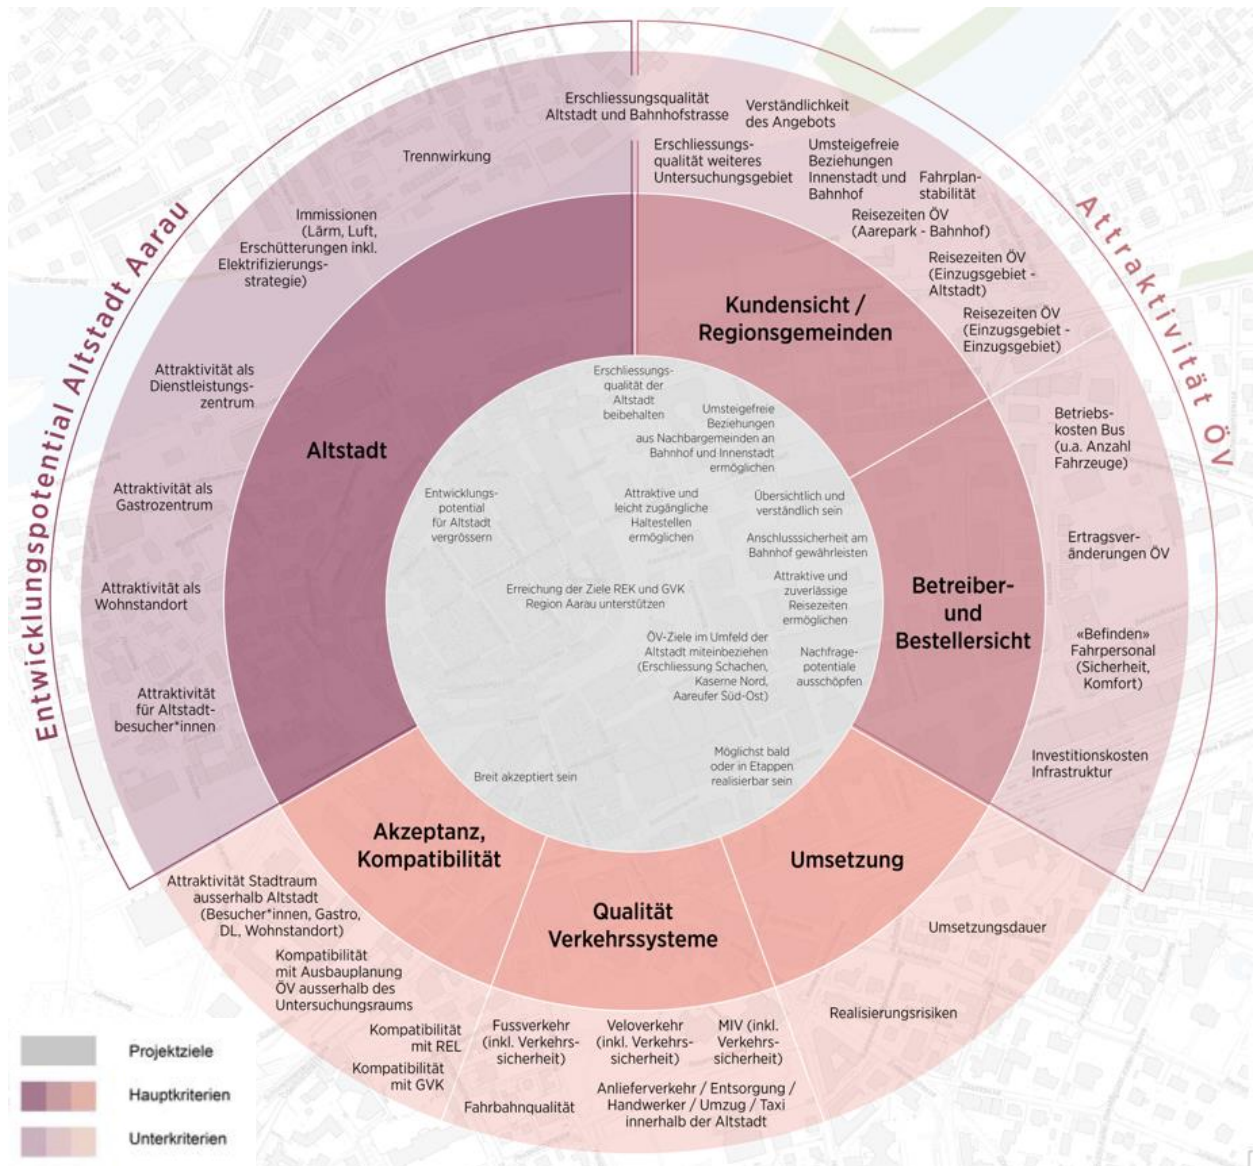 Entwicklungspotential Altstadt Aarau
Attraktivität ÖV
Erschliessungsqualität
Altstadt und Bahnhofstrasse
Verständlichkeit
des Angebots
Trennwirkung
Erschliessungs-
qualität weiteres
Untersuchungsgebiet
Umsteigefreie
Beziehungen
Innenstadt und
Bahnhof
Fahrplan-
stabilität
Immissionen
(Lärm, Luft,
Erschütterungen inkl.
Elektrifizierungs-
strategie)
Reisezeiten ÖV
(Aarepark - Bahnhof)
Reisezeiten ÖV
(Einzugsgebiet -
Altstadt)
Reisezeiten ÖV
(Einzugsgebiet -
Einzugsgebiet)
Kundensicht /
Regionsgemeinden
Attraktivität als
Dienstleistungs-
zentrum
Altstadt
Attraktivität als
Gastrozentrum
Attraktivität als
Wohnstandort
Attraktivität
für Altstadt-
besucher*innen
Erschliessungs-
qualität der
Altstadt
beibehalten
Umsteigefreie
Beziehungen
aus Nachbargemeinden an
Bahnhof und Innenstadt
ermöglichen
Entwicklungs-
potential
für Altstadt
vergrössern
Attraktive und
leicht zugängliche
Haltestellen
ermöglichen
Übersichtlich und
verständlich sein
Anschlusssicherheit am
Bahnhof gewährleisten
Erreichung der Ziele REK und GVK
Region Aarau unterstützen
Attraktive und
zuverlässige
Reisezeiten
ermöglichen
ÖV-Ziele im Umfeld der
Altstadt miteinbeziehen
(Erschliessung Schachen,
Kaserne Nord,
Aareufer Süd-Ost)
Nachfrage-
potentiale
ausschöpfen
Möglichst bald
oder in Etappen
realisierbar sein
Breit akzeptiert sein
Betriebs-
kosten Bus
(u.a. Anzahl
Fahrzeuge)
Ertragsver-
änderungen ÖV
Betreiber-
und
Bestellersicht
«Befinden»
Fahrpersonal
(Sicherheit,
Komfort)
Investitionskosten
Infrastruktur
Akzeptanz,
Kompatibilität
Umsetzung
Qualität
Verkehrssysteme
Attraktivität Stadtraum
ausserhalb Altstadt
(Besucher*innen, Gastro,
DL, Wohnstandort)
Kompatibilität
mit Ausbauplanung
ÖV ausserhalb des
Untersuchungsraums
Kompatibilität
mit REL
Kompatibilität
mit GVK
Fussverkehr
(inkl. Verkehrs-
sicherheit)
Veloverkehr
(inkl. Verkehrs-
sicherheit)
MIV (inkl.
Verkehrs-
sicherheit)
Fahrbahnqualität
Anlieferverkehr / Entsorgung /
Handwerker / Umzug / Taxi
innerhalb der Altstadt
Umsetzungsdauer
Realisierungsrisiken
Projektziele
Hauptkriterien
Unterkriterien